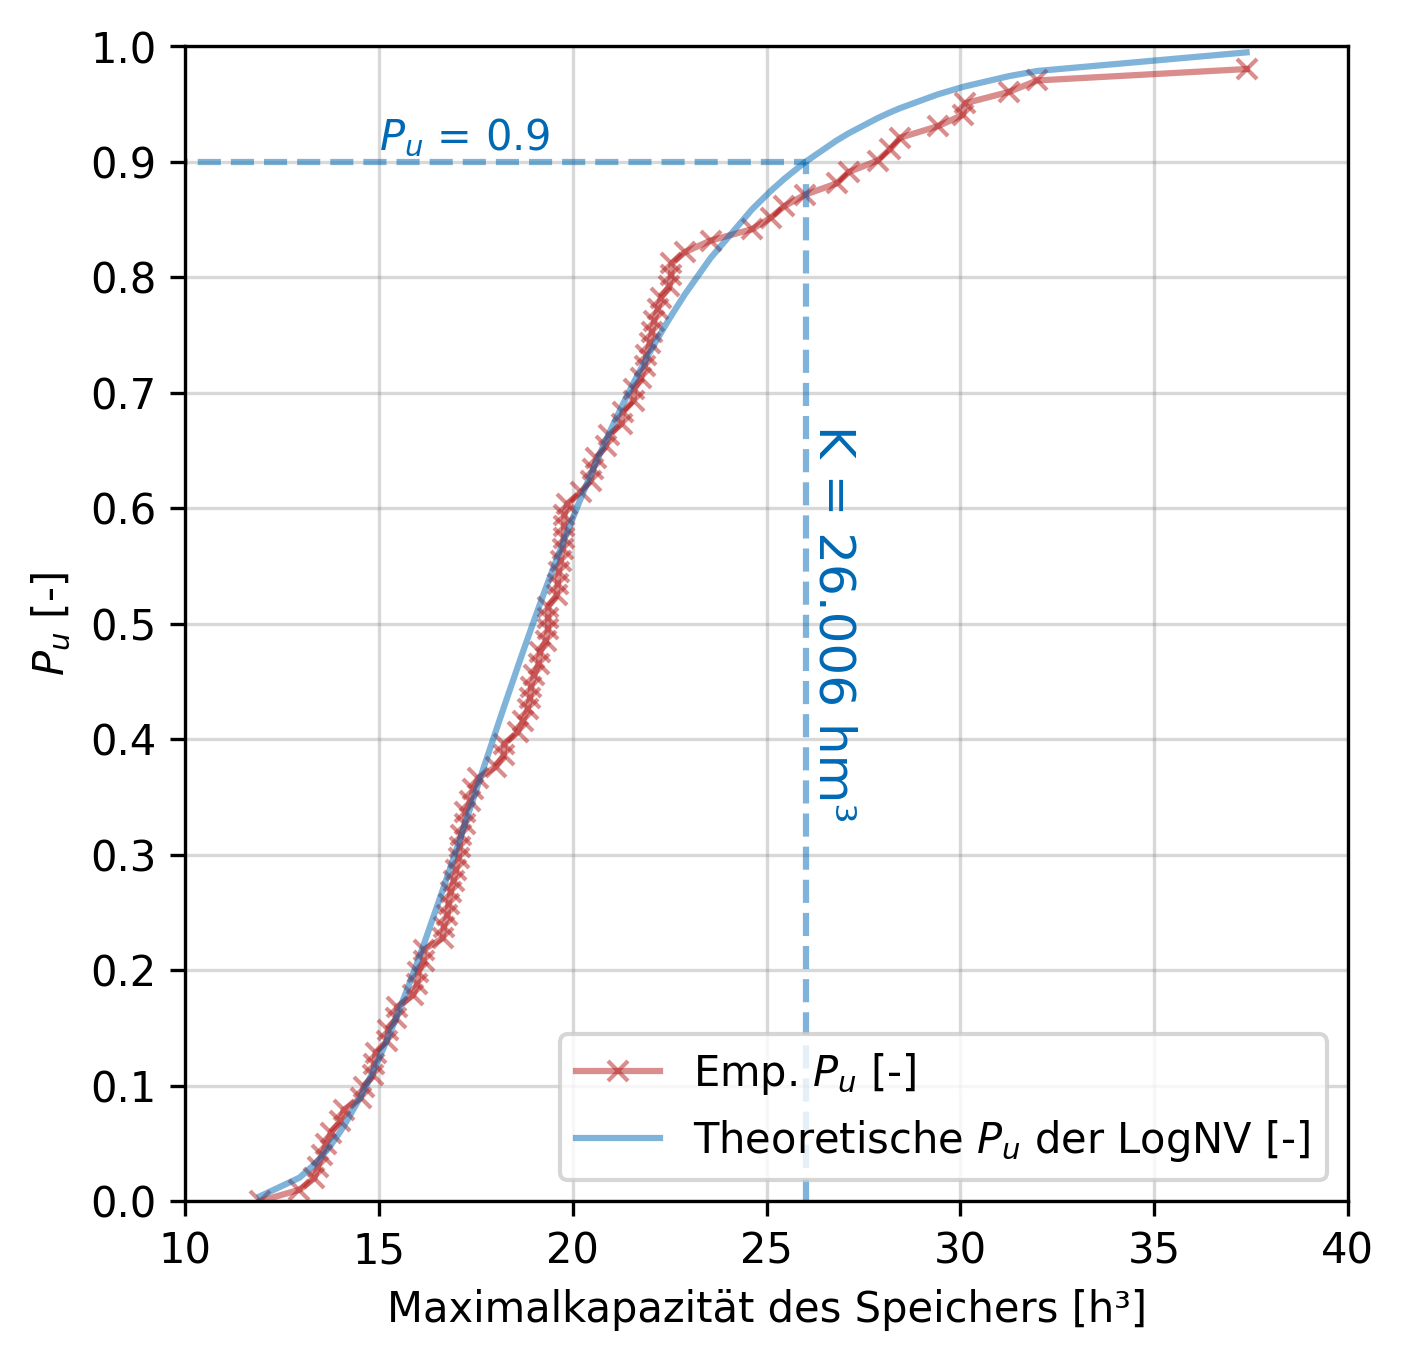 1.0
0.9
0.8
0.7
0.6
0.5
0.4
0.3
0.2
0.1
0.0
P_u [-]
P_u = 0.9
K = 26.006 hm³
Emp. P_u [-]
Theoretische P_u der LogNV [-]
10 15 20 25 30 35 40
Maximalkapazität des Speichers [h³]